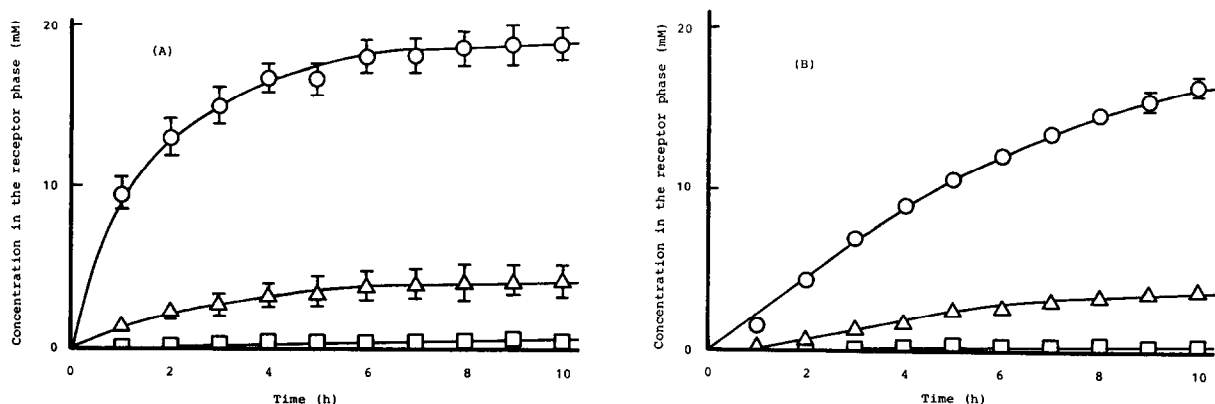 Concentration in the receptor phase (mM)
20
10
0
(A)
0 2 4 6 8 10
Time (h)
Concentration in the receptor phase (mM)
20
10
0
(B)
0 2 4 6 8 10
Time (h)